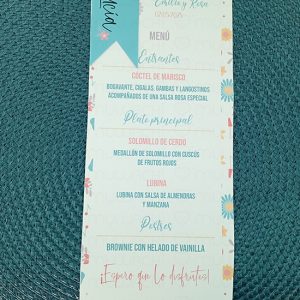 Emilio y Rosa
MENÚ
Entrantes
CÓCTEL DE MARISCO
BOGAVANTE, CIGALAS, GAMBAS Y LANGOSTINOS
ACOMPAÑADOS DE UNA SALSA ROSA ESPECIAL
Plato principal
SOLOMILLO DE CERDO
MEDALLÓN DE SOLOMILLO CON CUSCÚS
DE FRUTOS ROJOS
LUBINA
LUBINA CON SALSA DE ALMENDRAS
Y MANZANA
Postres
BROWNIE CON HELADO DE VAINILLA
¡Espero que lo disfrutes!